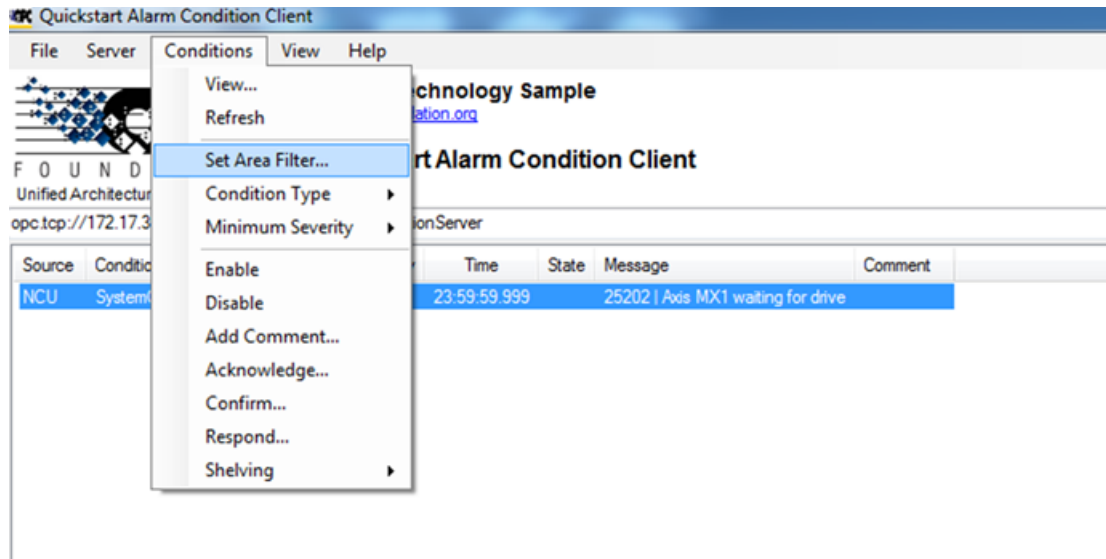 Quickstart Alarm Condition Client
File Server Conditions View Help
View...
Refresh
Set Area Filter...
Condition Type
Minimum Severity
Enable
Disable
Add Comment...
Acknowledge...
Confirm...
Respond...
Shelving
chnology Sample
lation.org
rt Alarm Condition Client
F O U N D
Unified Architectur
opc.tcp://172.17.3
ionServer
Source Conditio Time State Message Comment
NCU System 23:59:59.999 25202 | Axis MX1 waiting for drive